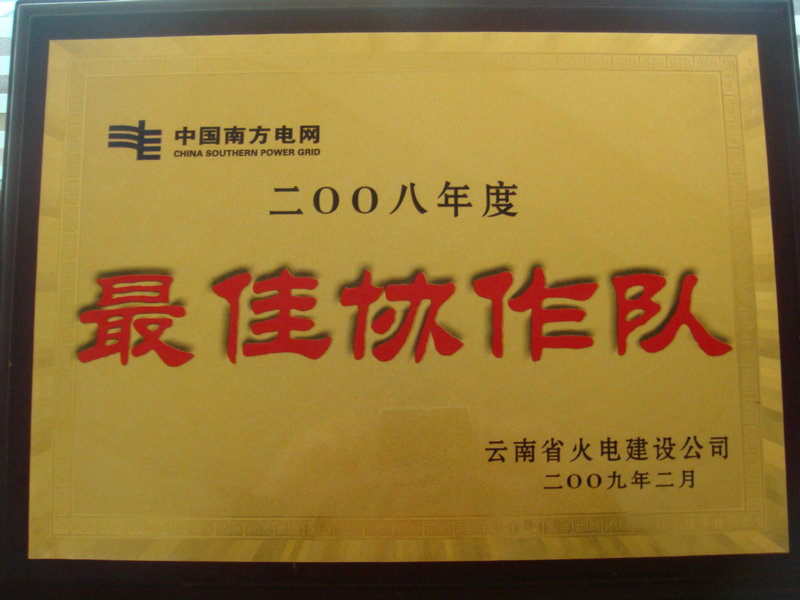 中国南方电网
CHINA SOUTHERN POWER GRID
二OO八年度
最佳协作队
云南省火电建设公司
二OO九年二月